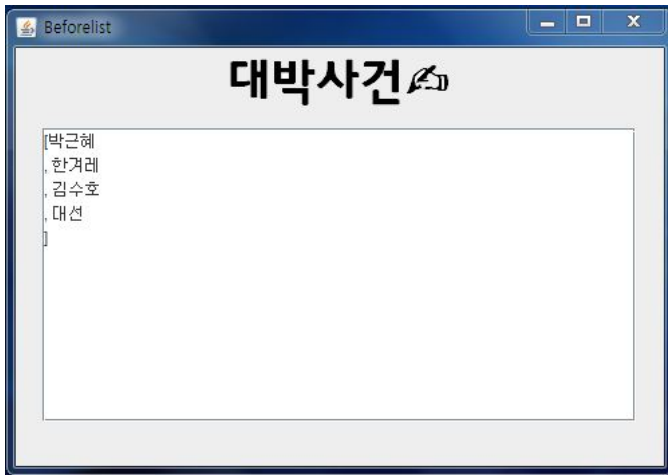 Beforelist
대박사건✍
[박근혜
, 한겨레
, 김수호
, 대선
]